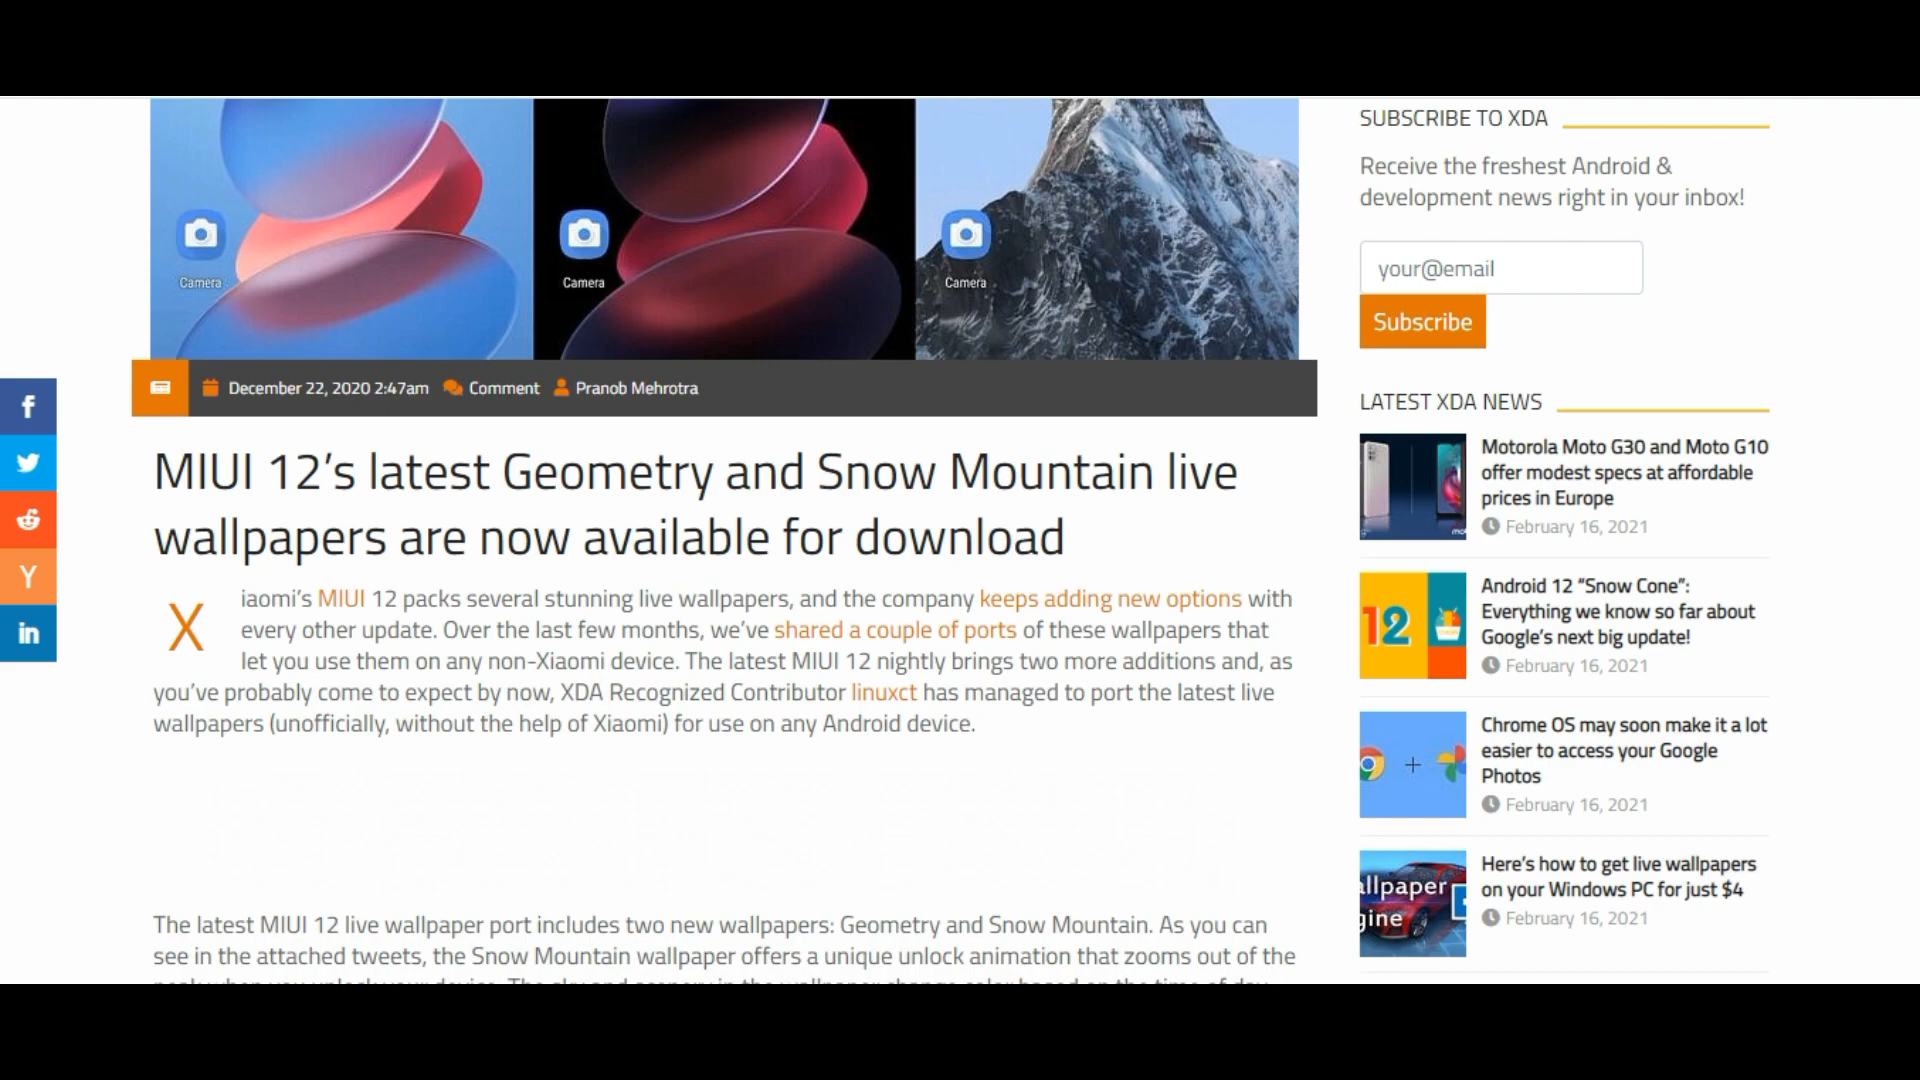 Camera
Camera
Camera
December 22, 2020 2:47am Comment Pranob Mehrotra
MIUI 12’s latest Geometry and Snow Mountain live
wallpapers are now available for download
Xiaomi’s MIUI 12 packs several stunning live wallpapers, and the company keeps adding new options with
every other update. Over the last few months, we’ve shared a couple of ports of these wallpapers that
let you use them on any non-Xiaomi device. The latest MIUI 12 nightly brings two more additions and, as
you’ve probably come to expect by now, XDA Recognized Contributor linuxct has managed to port the latest live
wallpapers (unofficially, without the help of Xiaomi) for use on any Android device.
The latest MIUI 12 live wallpaper port includes two new wallpapers: Geometry and Snow Mountain. As you can
see in the attached tweets, the Snow Mountain wallpaper offers a unique unlock animation that zooms out of the
SUBSCRIBE TO XDA
Receive the freshest Android &
development news right in your inbox!
your@email
Subscribe
LATEST XDA NEWS
Motorola Moto G30 and Moto G10
offer modest specs at affordable
prices in Europe
February 16, 2021
12
Android 12 “Snow Cone”:
Everything we know so far about
Google’s next big update!
February 16, 2021
Chrome OS may soon make it a lot
easier to access your Google
Photos
February 16, 2021
allpaper
gine
Here’s how to get live wallpapers
on your Windows PC for just $4
February 16, 2021